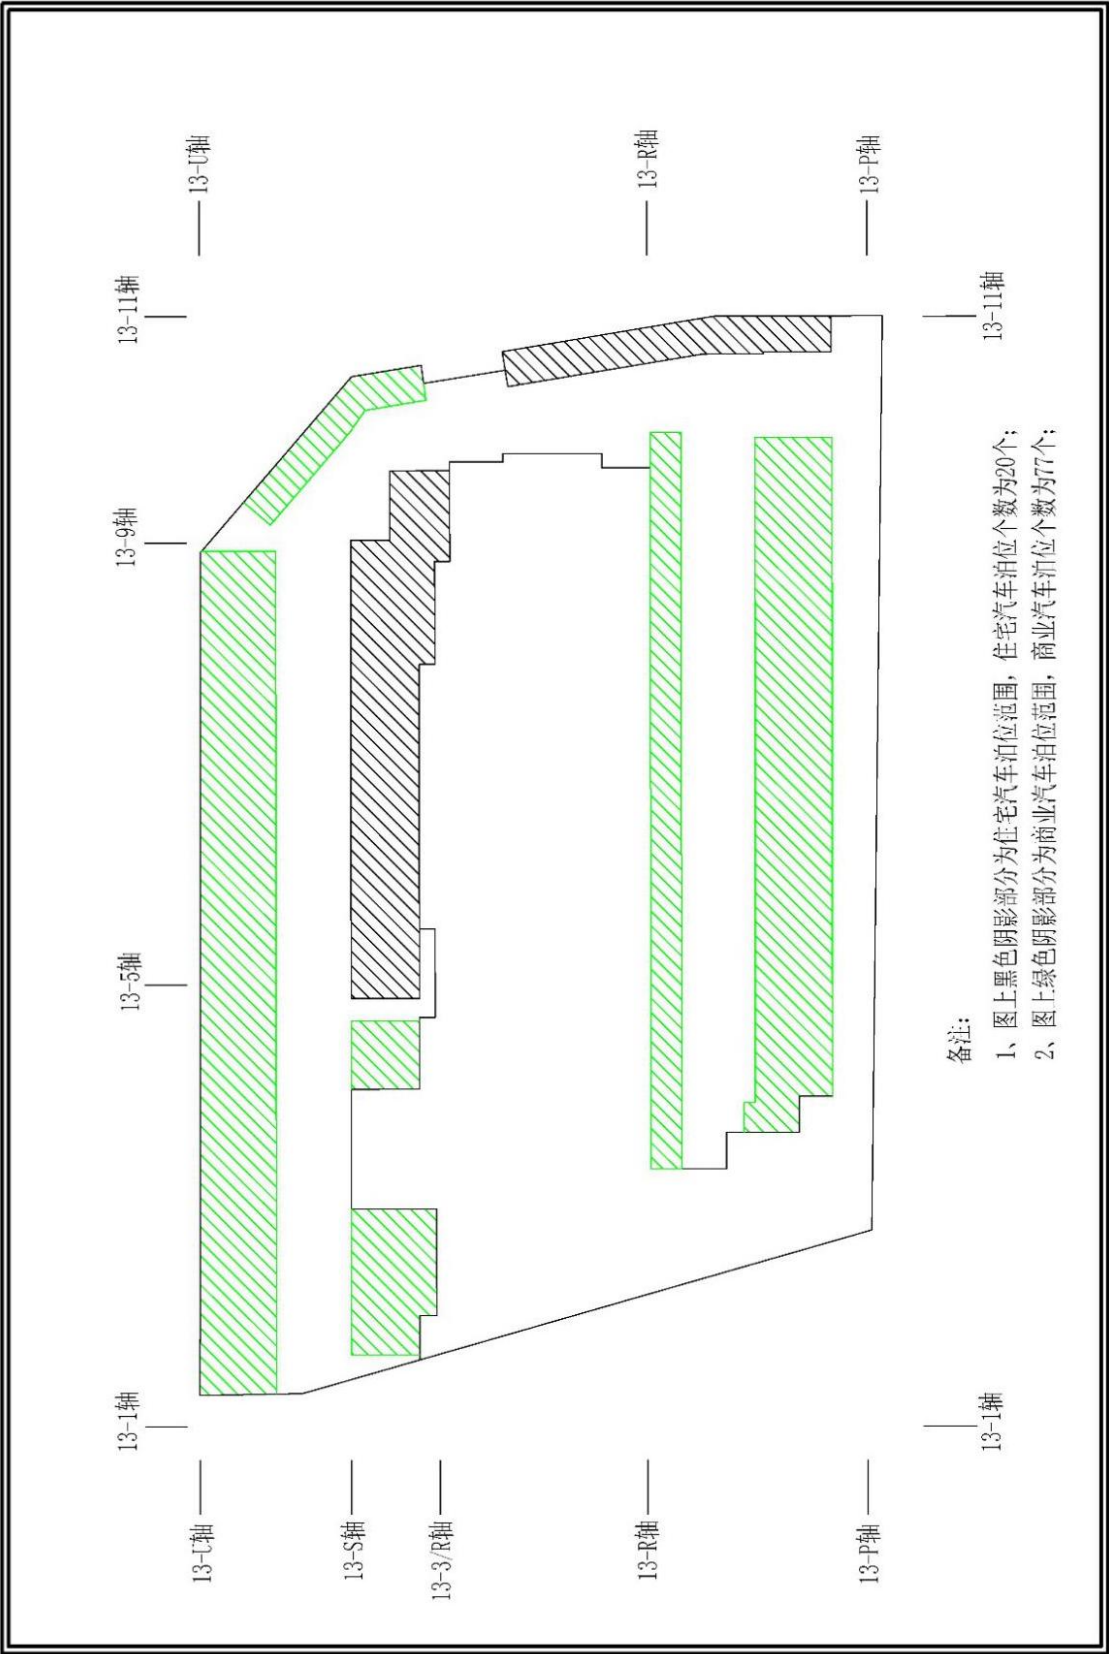 13-1轴
13-5轴
13-9轴
13-11轴
13-U轴
13-U轴
13-S轴
13-3/R轴
13-R轴
13-R轴
13-P轴
13-P轴
13-1轴
13-11轴
备注:
1、图上黑色阴影部分为住宅汽车泊位范围，住宅汽车泊位个数为20个；
2、图上绿色阴影部分为商业汽车泊位范围，商业汽车泊位个数为77个；